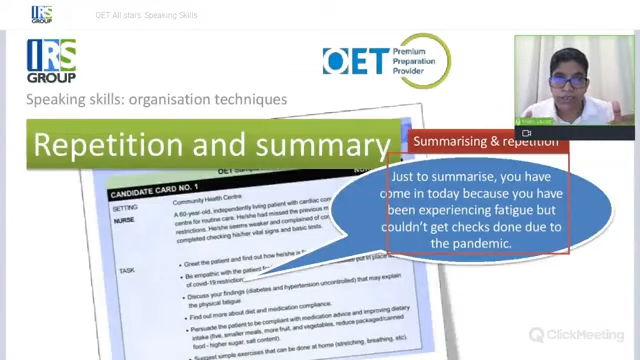 IRS GROUP
OET All stars: Speaking Skills
IRS
GROUP
OET Premium
Preparation
Provider
Speaking skills: organisation techniques
Repetition and summary
Summarising & repetition
Just to summarise, you have
come in today because you have
been experiencing fatigue but
couldn't get checks done due to
the pandemic.
CANDIDATE CARD NO. 1
SETTING Community Health Centre
NURSE A 60-year-old, independently living patient with cardiac
centre for routine care. He/she had missed the previous
He/she seems weaker and complained of
completed checking his/her vital signs and basic tests.
TASK Greet the patient and find out how he/she is
Be empathic with the patient
of covid-19 restriction
put in place
Discuss your findings (diabetes and hypertension uncontrolled) that may explain
the physical fatigue.
Find out more about diet and medication compliance.
Persuade the patient to be compliant with medication advice and improving dietary
intake (five, smaller meals, more fruit, and vegetables, reduce packaged/canned
food - higher sugar, salt content).
Suggest simple exercises that can be done at home (stretching, breathing, etc).
ClickMeeting